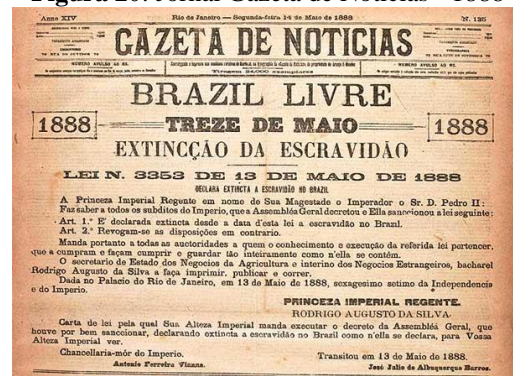 Anno XIV Rio de Janeiro — Segunda-feira 14 de Maio de 1888 N. 135
GAZETA DE NOTICIAS
NUMERO AVULSO 40 RS. NUMERO AVULSO 40 RS.
Tiragem 24,000 exemplares
BRAZIL LIVRE
1888 TREZE DE MAIO 1888
EXTINCÇÃO DA ESCRAVIDÃO
LEI N. 3353 DE 13 DE MAIO DE 1888
DECLARA EXTINCTA A ESCRAVIDÃO NO BRAZIL
A Princeza Imperial Regente em nome de Sua Magestade o Imperador o Sr. D. Pedro II:
Faz saber a todos os subditos do Imperio, que a Assembléa Geral decretou e Ella sanccionou a lei seguinte:
Art. 1.º E' declarada extincta a data d'esta lei a escravidão no Brazil.
Art. 2.º Revogam-se as disposições em contrario.
Manda portanto a todas as auctoridades a quem o conhecimento e execução da referida lei pertencer,
que a cumpram e façam cumprir e guardar tão inteiramente como n'ella se contém.
O secretario de Estado dos Negocios da Agricultura e interino dos Negocios Estrangeiros, bacharel
Rodrigo Augusto da Silva a faça imprimir, publicar e correr.
Dada no Palacio do Rio de Janeiro, em 13 de Maio de 1888, sexagesimo setimo da Independencia
e do Imperio.
PRINCEZA IMPERIAL REGENTE.
RODRIGO AUGUSTO DA SILVA.
Carta de lei pela qual Sua Alteza Imperial manda executar o decreto da Assembléa Geral, que
houve por bem sanccionar, declarando extincta a escravidão no Brazil como n'ella se declara, para Vossa
Alteza Imperial ver.
Chancellaria-mór do Imperio. Transitou em 13 de Maio de 1888.
Antonio Ferreira Vianna. José Julio de Albuquerque Barros.